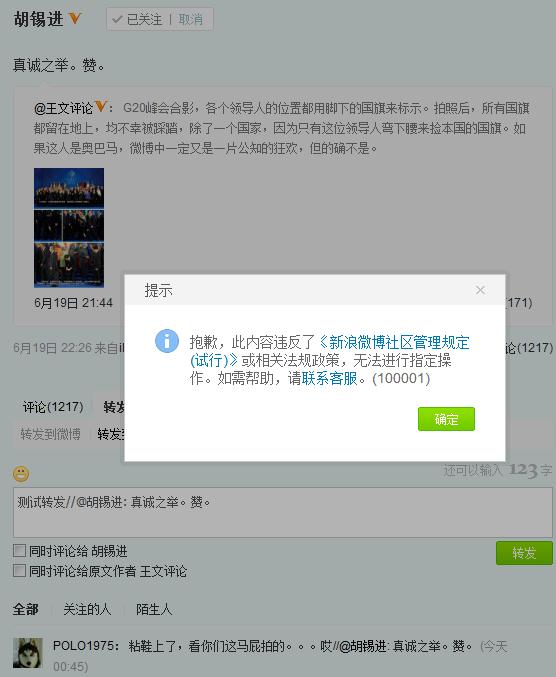 胡锡进 已关注 | 取消
真诚之举。赞。
@王文评论: G20峰会合影，各个领导人的位置都用脚下的国旗来标示。拍照后，所有国旗
都留在地上，均不幸被踩踏，除了一个国家，因为只有这位领导人弯下腰来捡本国的国旗。如
果这人是奥巴马，微博中一定又是一片公知的狂欢，但的确不是。
提示 ×
6月19日 21:44
(171)
抱歉，此内容违反了《新浪微博社区管理规定
6月19日 22:26 来自
论(1217)
(试行)》或相关法规政策，无法进行指定操
作。如需帮助，请联系客服。(100001)
评论(1217) 转发
确定
转发到微博 转发到
还可以输入 123 字
测试转发//@胡锡进: 真诚之举。赞。
同时评论给 胡锡进
转发
同时评论给原文作者 王文评论
全部 关注的人 陌生人
POLO1975: 粘鞋上了，看你们这马屁拍的。。。哎//@胡锡进: 真诚之举。赞。 (今天
00:45)